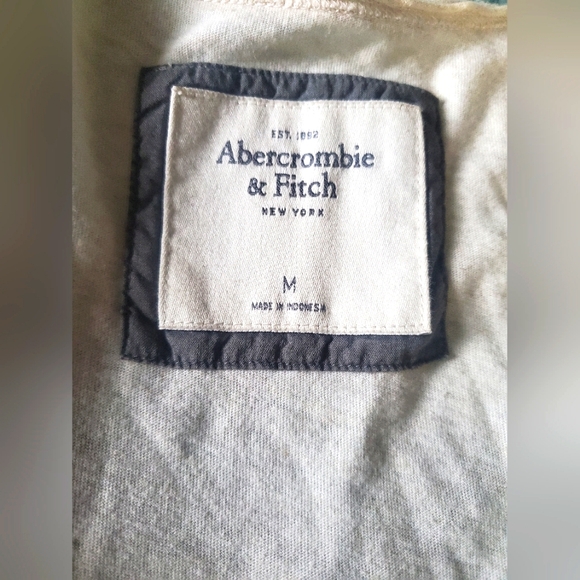 EST. 1892
Abercrombie
& Fitch
NEW YORK
M
MADE IN INDONESIA